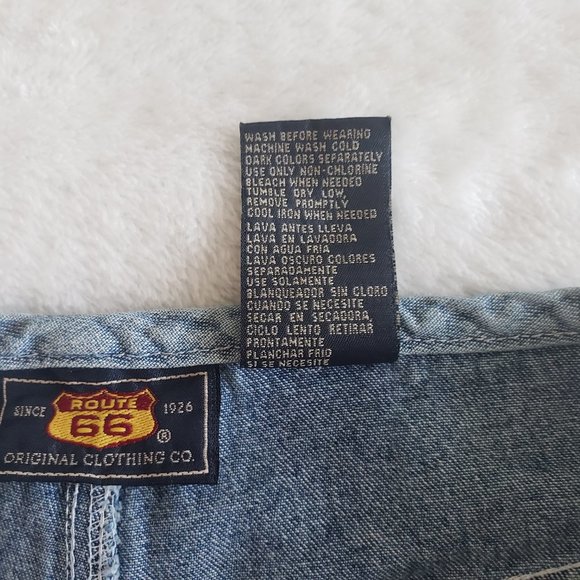 WASH BEFORE WEARING
MACHINE WASH COLD
DARK COLORS SEPARATELY
USE ONLY NON-CHLORINE
BLEACH WHEN NEEDED
TUMBLE DRY LOW,
REMOVE PROMPTLY
COOL IRON WHEN NEEDED
LAVA ANTES LLEVA
LAVA EN LAVADORA
CON AGUA FRIA
LAVA OSCURO COLORES
SEPARADAMENTE
USE SOLAMENTE
BLANQUEADOR SIN CLORO
CUANDO SE NECESITE
SECAR EN SECADORA,
CICLO LENTO RETIRAR
PRONTAMENTE
PLANCHAR FRIO
SI SE NECESITE
SINCE ROUTE 1926
66 ®
ORIGINAL CLOTHING CO.